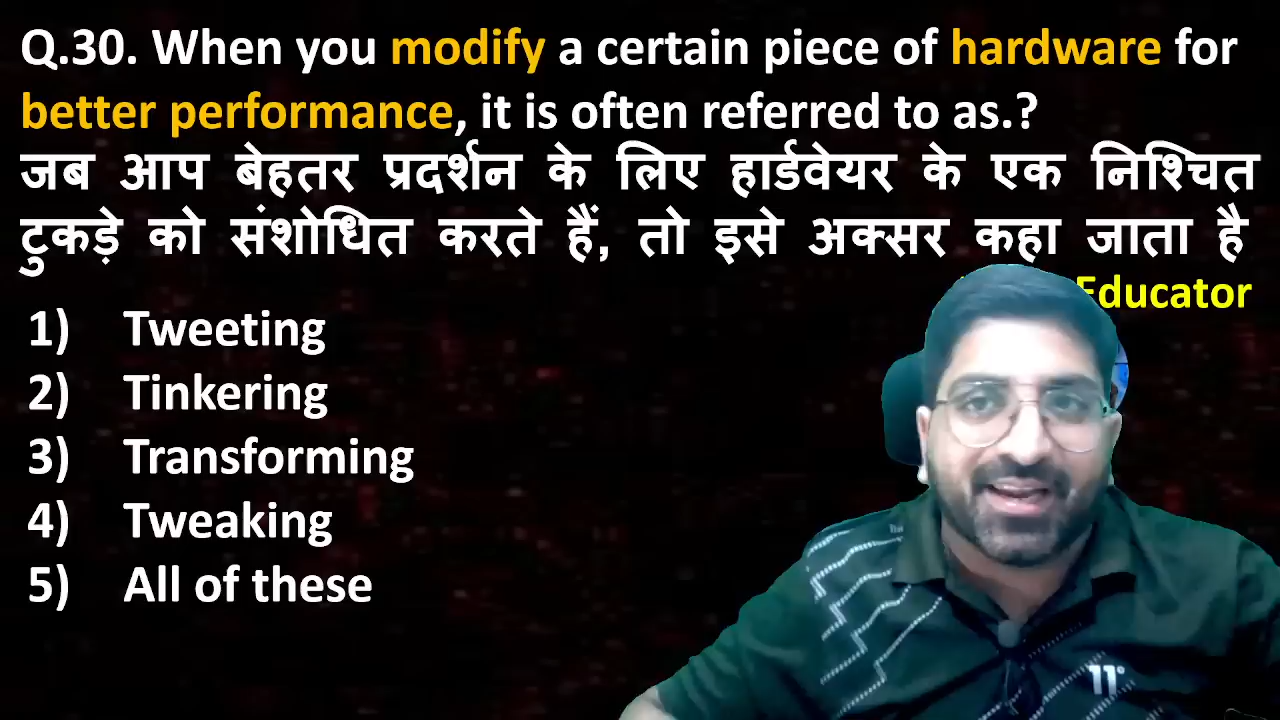 Q.30. When you modify a certain piece of hardware for
better performance, it is often referred to as.?
जब आप बेहतर प्रदर्शन के लिए हार्डवेयर के एक निश्चित
टुकड़े को संशोधित करते हैं, तो इसे अक्सर कहा जाता है
Educator
1) Tweeting
2) Tinkering
3) Transforming
4) Tweaking
5) All of these
11°